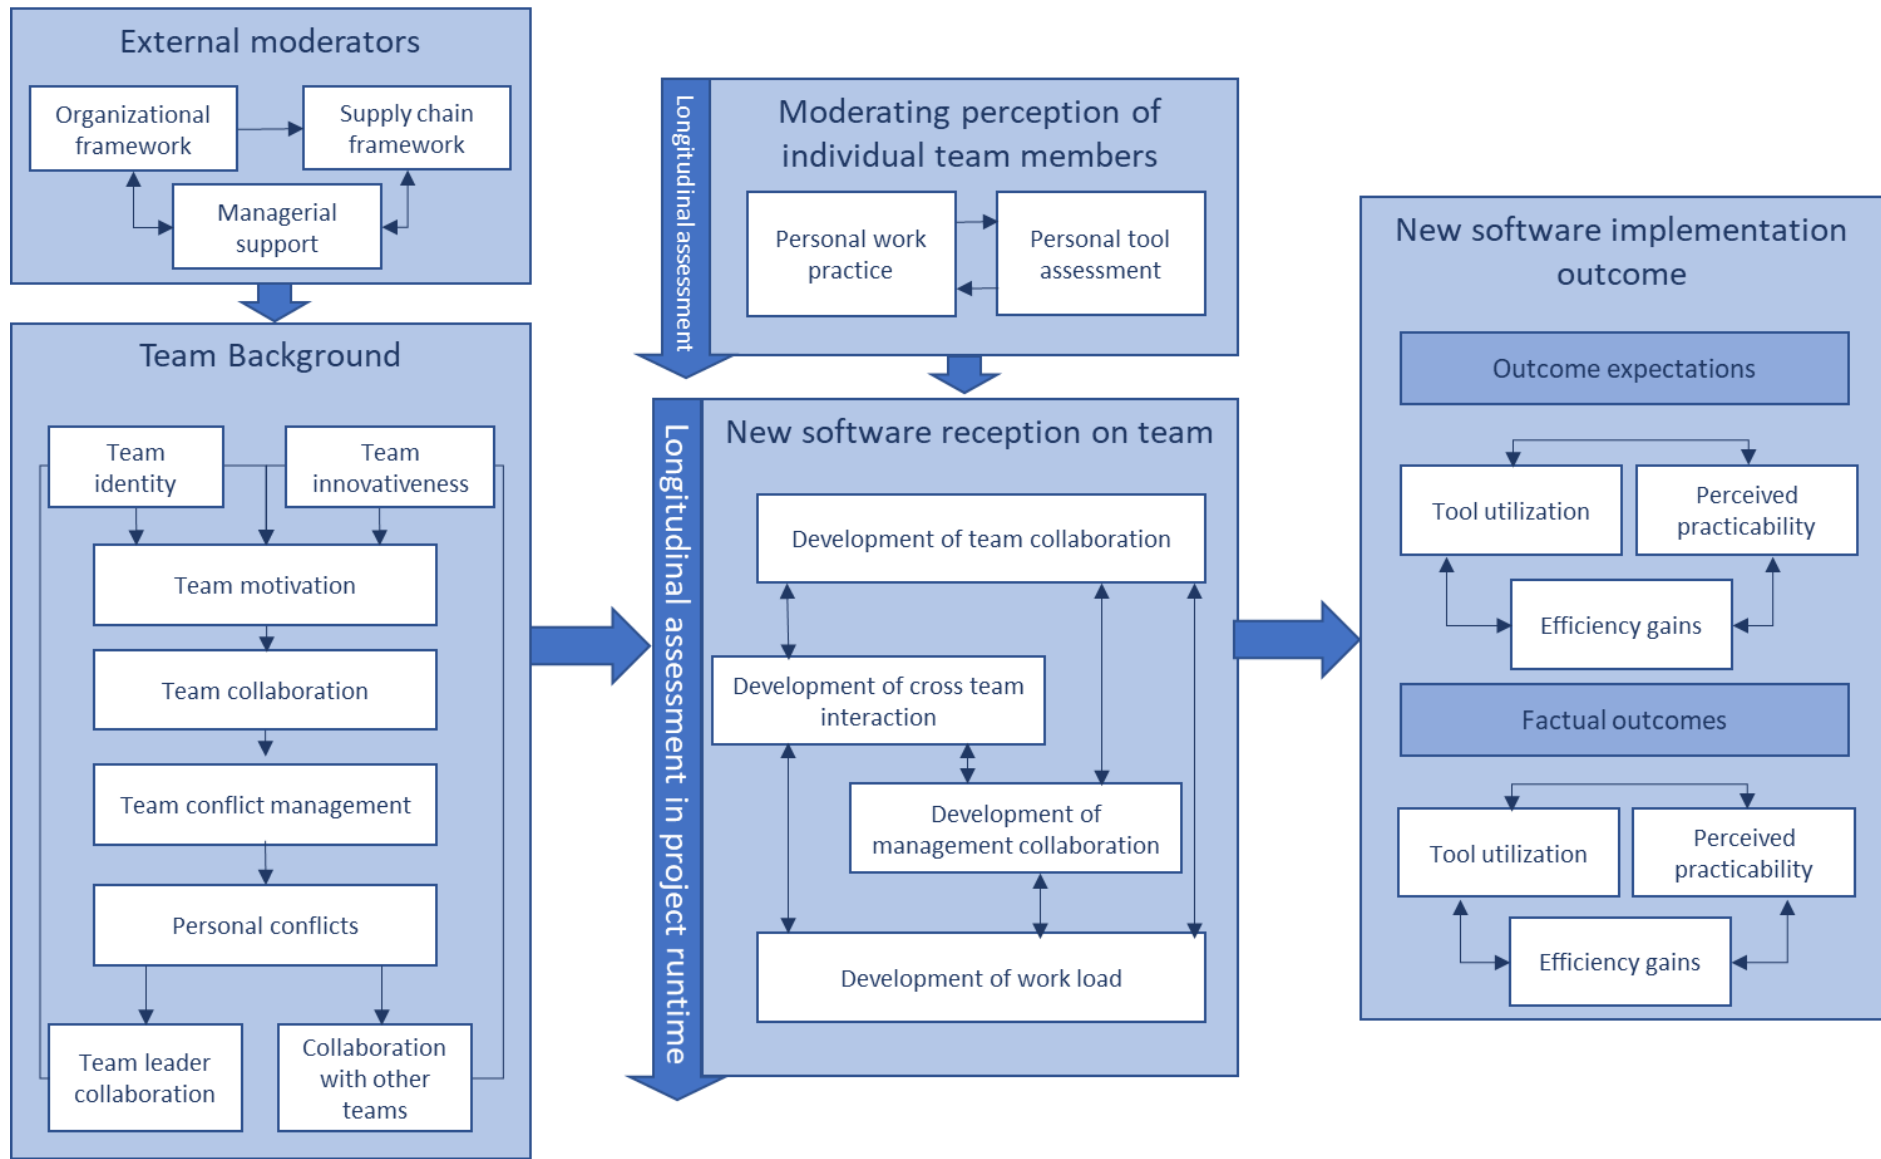 External moderators
Organizational
framework
Supply chain
framework
Managerial
support
Team Background
Team
identity
Team
innovativeness
Team motivation
Team collaboration
Team conflict management
Personal conflicts
Team leader
collaboration
Collaboration
with other
teams
Longitudinal assessment
Moderating perception of
individual team members
Personal work
practice
Personal tool
assessment
Longitudinal assessment in project runtime
New software reception on team
Development of team collaboration
Development of cross team
interaction
Development of
management collaboration
Development of work load
New software implementation
outcome
Outcome expectations
Tool utilization
Perceived
practicability
Efficiency gains
Factual outcomes
Tool utilization
Perceived
practicability
Efficiency gains